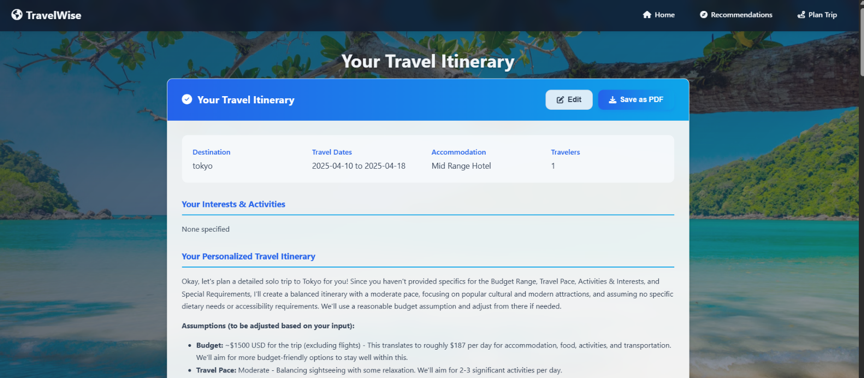 TravelWise
Home Recommendations Plan Trip
Your Travel Itinerary
Your Travel Itinerary
Edit Save as PDF
Destination Travel Dates Accommodation Travelers
tokyo 2025-04-10 to 2025-04-18 Mid Range Hotel 1
Your Interests & Activities
None specified
Your Personalized Travel Itinerary
Okay, let's plan a detailed solo trip to Tokyo for you! Since you haven't provided specifics for the Budget Range, Travel Pace, Activities & Interests, and
Special Requirements, I'll create a balanced itinerary with a moderate pace, focusing on popular cultural and modern attractions, and assuming no specific
dietary needs or accessibility requirements. We'll use a reasonable budget assumption and adjust from there if needed.
Assumptions (to be adjusted based on your input):
• Budget: ~$1500 USD for the trip (excluding flights) - This translates to roughly $187 per day for accommodation, food, activities, and transportation.
We'll aim for more budget-friendly options to stay well within this.
• Travel Pace: Moderate - Balancing sightseeing with some relaxation. We'll aim for 2-3 significant activities per day.